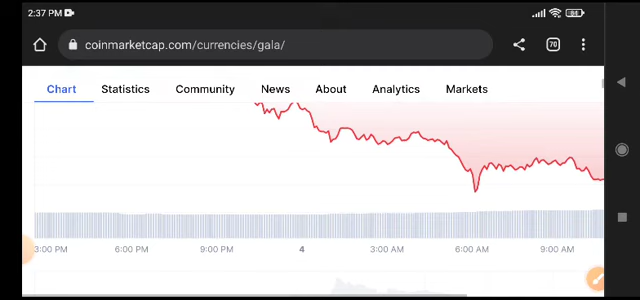 2:37 PM
coinmarketcap.com/currencies/gala/
70
Chart Statistics Community News About Analytics Markets
3:00 PM 6:00 PM 9:00 PM 4 3:00 AM 6:00 AM 9:00 AM